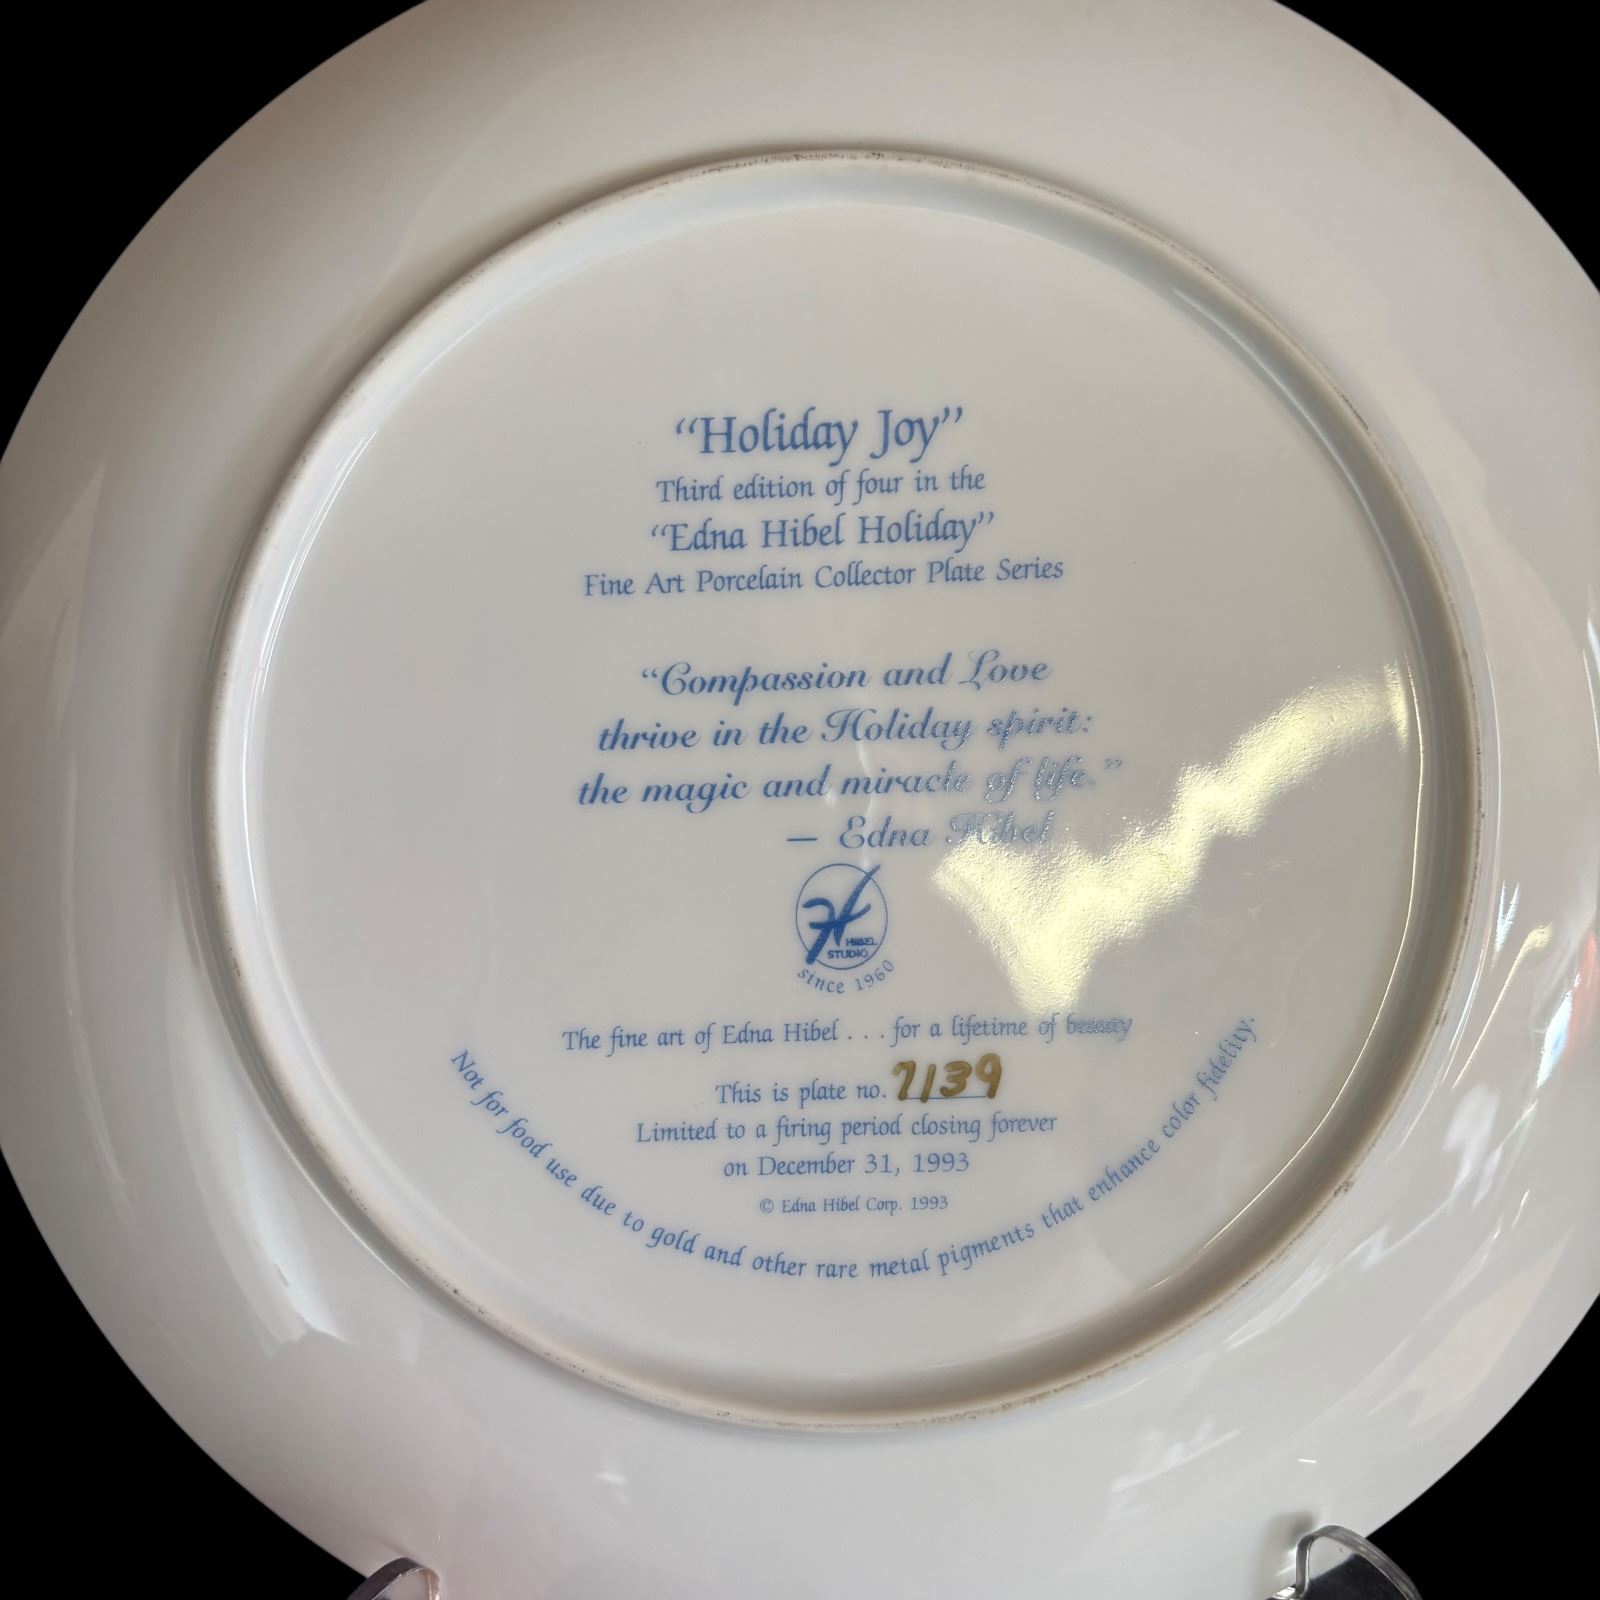 “Holiday Joy”
Third edition of four in the
“Edna Hibel Holiday”
Fine Art Porcelain Collector Plate Series
“Compassion and Love
thrive in the Holiday spirit:
the magic and miracle of life.”
— Edna Hibel
HIBEL
STUDIO
since 1960
The fine art of Edna Hibel . . . for a lifetime of beauty
This is plate no. 7139
Limited to a firing period closing forever
on December 31, 1993
© Edna Hibel Corp. 1993
Not for food use due to gold and other rare metal pigments that enhance color fidelity.